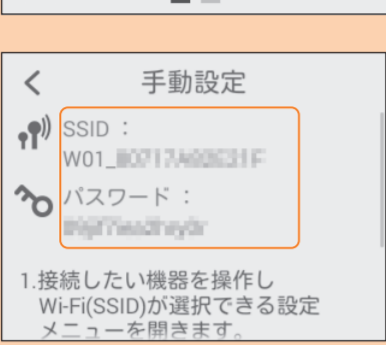 手動設定
SSID :
W01_
パスワード :
1.接続したい機器を操作し
Wi-Fi(SSID)が選択できる設定
メニューを開きます。